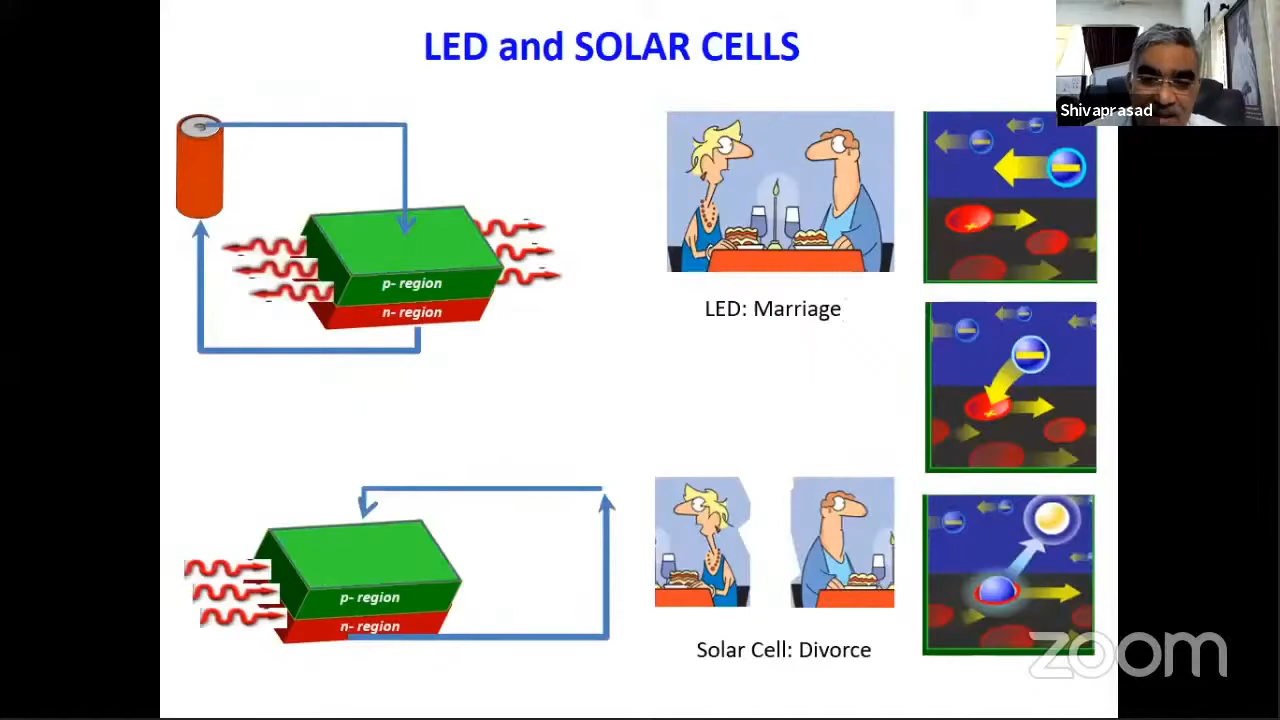 LED and SOLAR CELLS
Shivaprasad
p- region
n- region
LED: Marriage
p- region
n- region
Solar Cell: Divorce
zoom